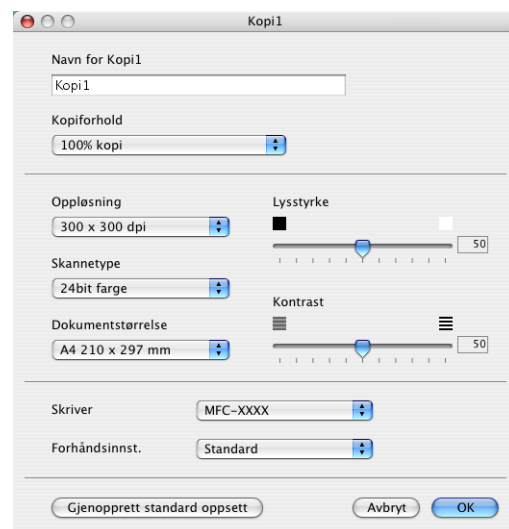 Kopi1
Navn for Kopi1
Kopi1
Kopiforhold
100% kopi
Oppløsning
300 x 300 dpi
Lysstyrke
50
Skannetype
24bit farge
Kontrast
50
Dokumentstørrelse
A4 210 x 297 mm
Skriver
MFC-XXXX
Forhåndsinnst.
Standard
Gjenopprett standard oppsett
Avbryt
OK